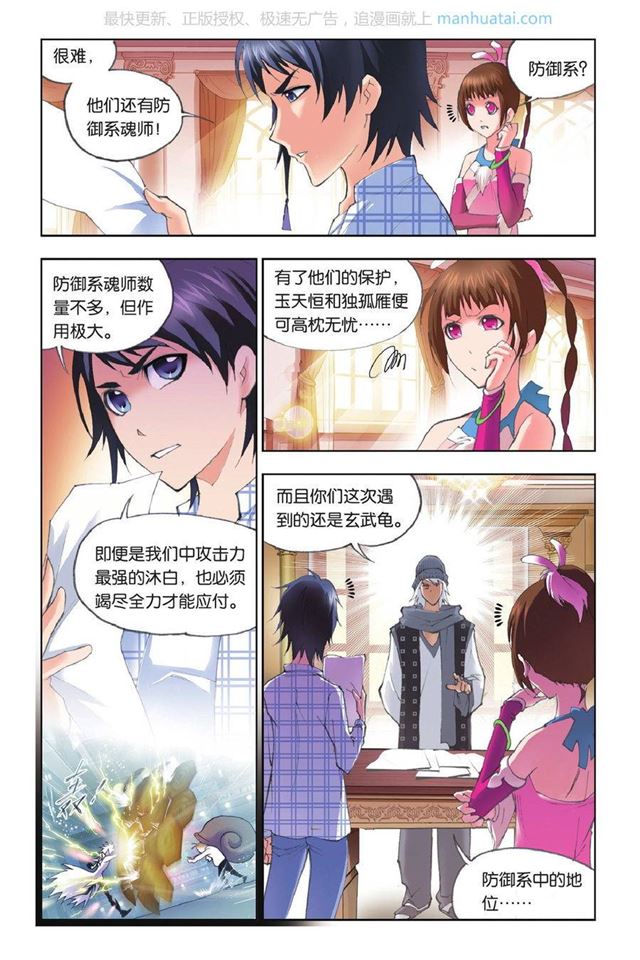 最快更新、正版授权、极速无广告，追漫画就上 manhuatai.com
很难，
他们还有防
御系魂师！
防御系？
防御系魂师数
量不多，但作
用极大。
有了他们的保护，
玉天恒和独孤雁便
可高枕无忧……
即便是我们中攻击力
最强的沐白，也必须
竭尽全力才能应付。
而且你们这次遇
到的还是玄武龟。
防御系中的地
位……